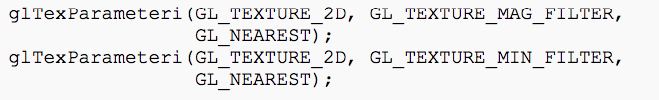 glTexParameteri(GL_TEXTURE_2D, GL_TEXTURE_MAG_FILTER,
GL_NEAREST);
glTexParameteri(GL_TEXTURE_2D, GL_TEXTURE_MIN_FILTER,
GL_NEAREST);